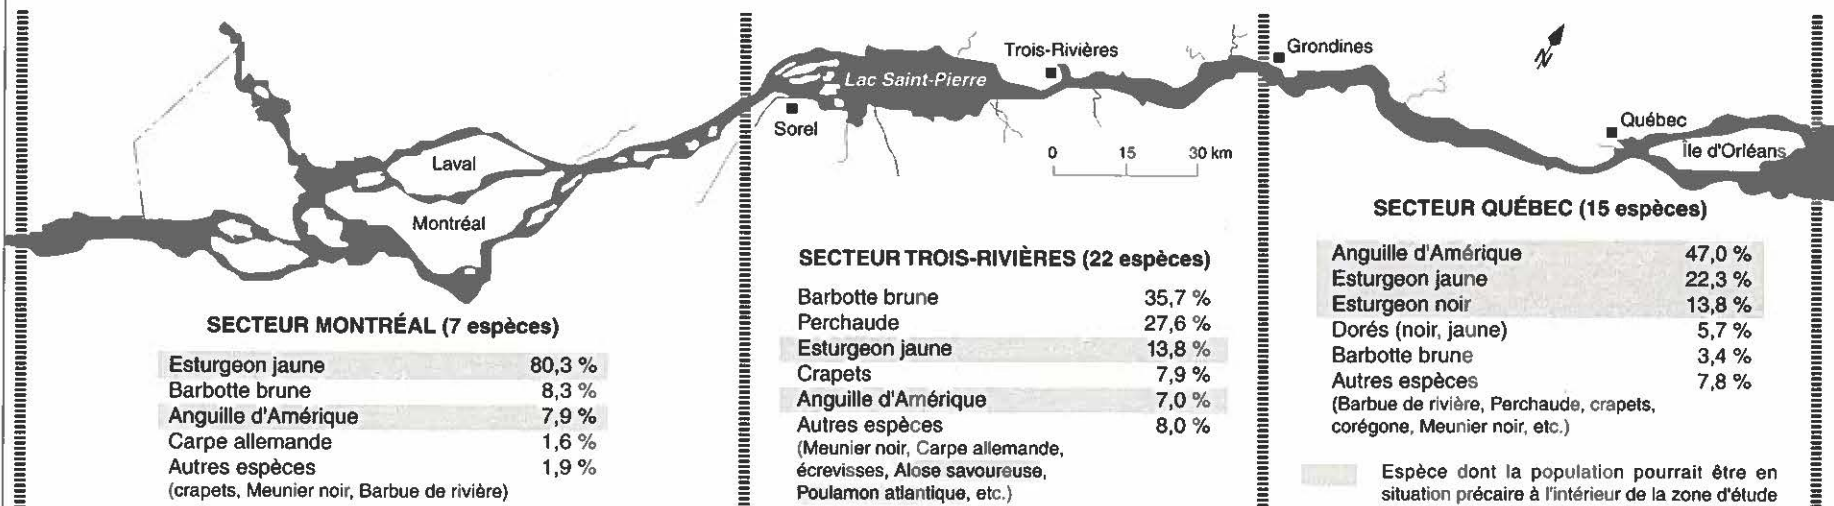 Laval
Montréal
Sorel
Lac Saint-Pierre
Trois-Rivières
0 15 30 km
Grondines
N
Québec
Île d'Orléans
SECTEUR MONTRÉAL (7 espèces)
Esturgeon jaune 80,3 %
Barbotte brune 8,3 %
Anguille d'Amérique 7,9 %
Carpe allemande 1,6 %
Autres espèces 1,9 %
(crapets, Meunier noir, Barbue de rivière)
SECTEUR TROIS-RIVIÈRES (22 espèces)
Barbotte brune 35,7 %
Perchaude 27,6 %
Esturgeon jaune 13,8 %
Crapets 7,9 %
Anguille d'Amérique 7,0 %
Autres espèces 8,0 %
(Meunier noir, Carpe allemande,
écrevisses, Alose savoureuse,
Poulamon atlantique, etc.)
SECTEUR QUÉBEC (15 espèces)
Anguille d'Amérique 47,0 %
Esturgeon jaune 22,3 %
Esturgeon noir 13,8 %
Dorés (noir, jaune) 5,7 %
Barbotte brune 3,4 %
Autres espèces 7,8 %
(Barbue de rivière, Perchaude, crapets,
corégone, Meunier noir, etc.)
Espèce dont la population pourrait être en
situation précaire à l'intérieur de la zone d'étude